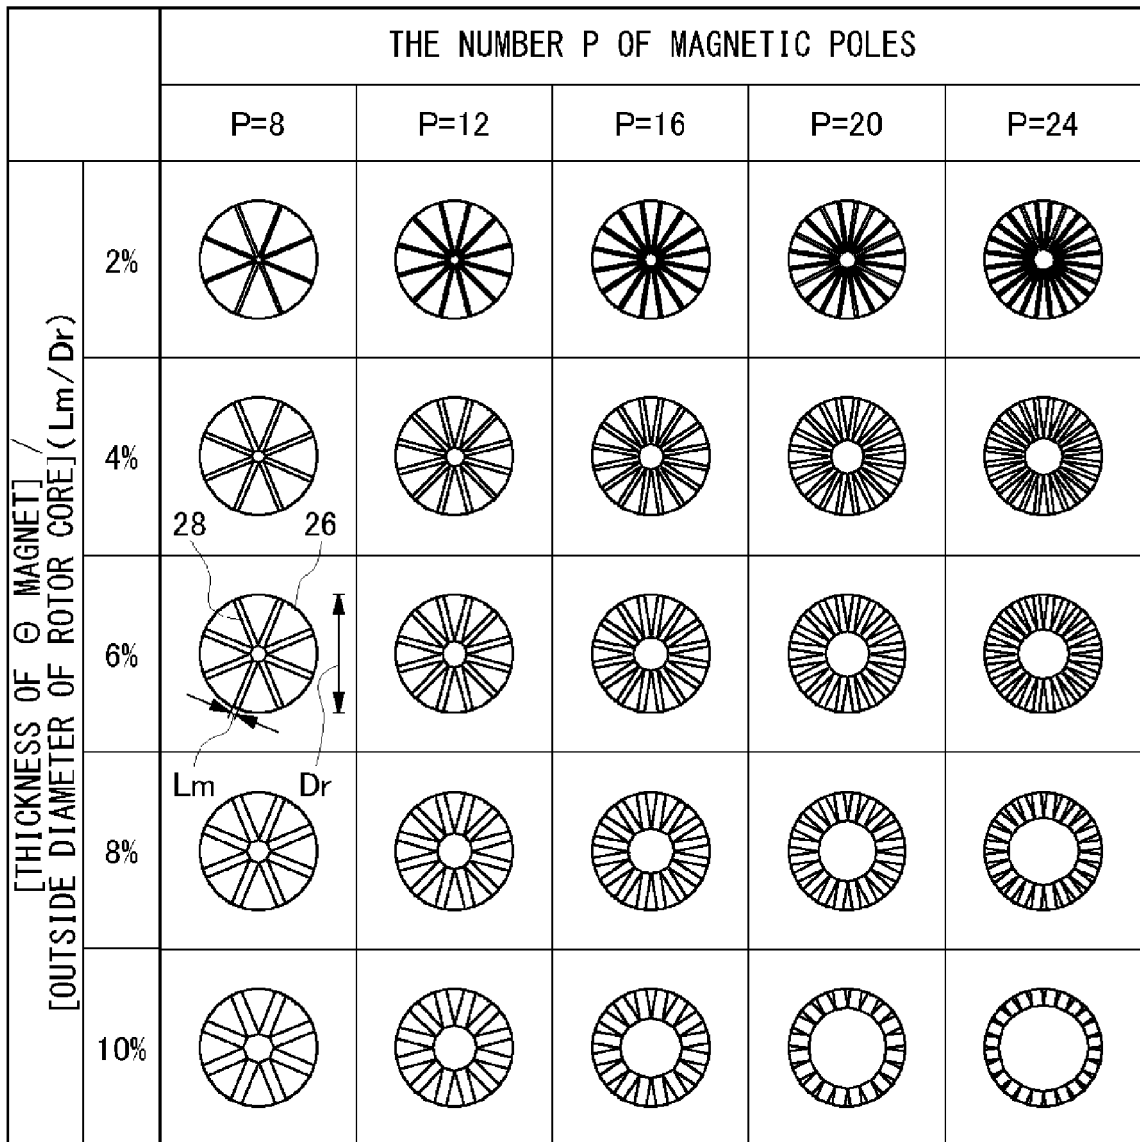 THE NUMBER P OF MAGNETIC POLES
P=8
P=12
P=16
P=20
P=24
[THICKNESS OF Θ MAGNET]/
[OUTSIDE DIAMETER OF ROTOR CORE](Lm/Dr)
2%
4%
28
26
6%
Lm
Dr
8%
10%